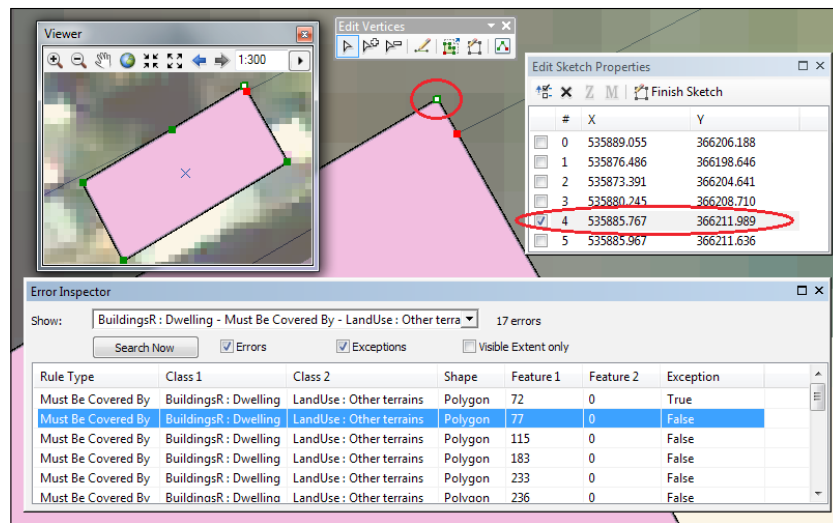 Viewer
1:300
Edit Vertices
Edit Sketch Properties
Z M Finish Sketch
# X Y
0 535889.055 366206.188
1 535876.486 366198.646
2 535873.391 366204.641
3 535880.245 366208.710
4 535885.767 366211.989
5 535885.967 366211.636
Error Inspector
Show: BuildingsR : Dwelling - Must Be Covered By - LandUse : Other terra 17 errors
Search Now Errors Exceptions Visible Extent only
Rule Type Class 1 Class 2 Shape Feature 1 Feature 2 Exception
Must Be Covered By BuildingsR : Dwelling LandUse : Other terrains Polygon 72 0 True
Must Be Covered By BuildingsR : Dwelling LandUse : Other terrains Polygon 77 0 False
Must Be Covered By BuildingsR : Dwelling LandUse : Other terrains Polygon 115 0 False
Must Be Covered By BuildingsR : Dwelling LandUse : Other terrains Polygon 183 0 False
Must Be Covered By BuildingsR : Dwelling LandUse : Other terrains Polygon 233 0 False
Must Be Covered By BuildingsR : Dwelling LandUse : Other terrains Polygon 236 0 False